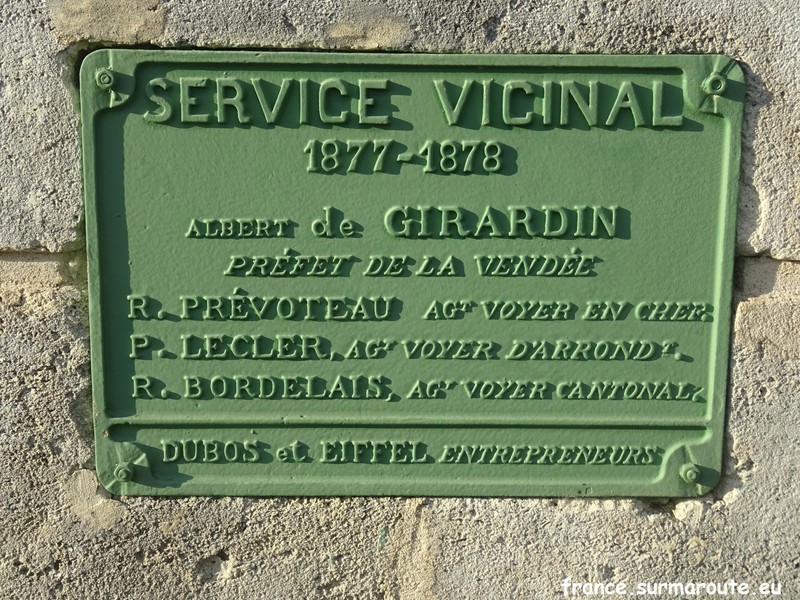 SERVICE VICINAL
1877-1878
ALBERT de GIRARDIN
PRÉFET DE LA VENDÉE
R. PRÉVOTEAU AGT VOYER EN CHEF.
P. LECLER, AGT VOYER D'ARRONDT.
R. BORDELAIS, AGT VOYER CANTONAL,
DUBOS et EIFFEL ENTREPRENEURS
france.surmaroute.eu